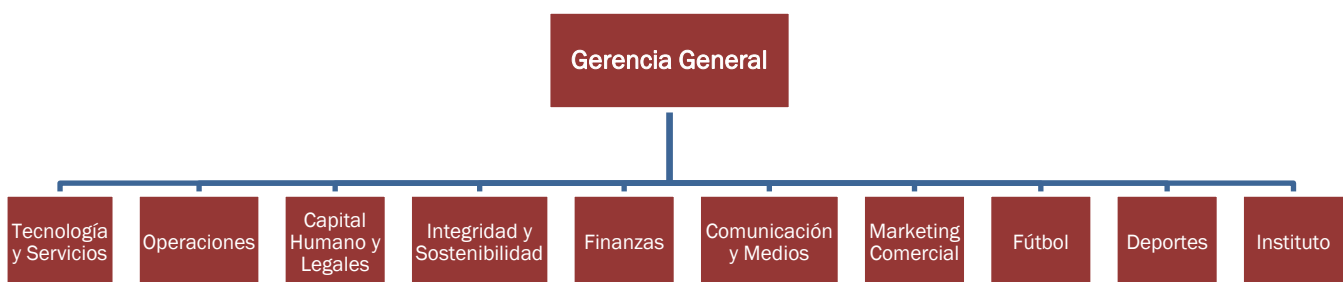 Gerencia General
Tecnología
y Servicios
Operaciones
Capital
Humano y
Legales
Integridad y
Sostenibilidad
Finanzas
Comunicación
y Medios
Marketing
Comercial
Fútbol
Deportes
Instituto